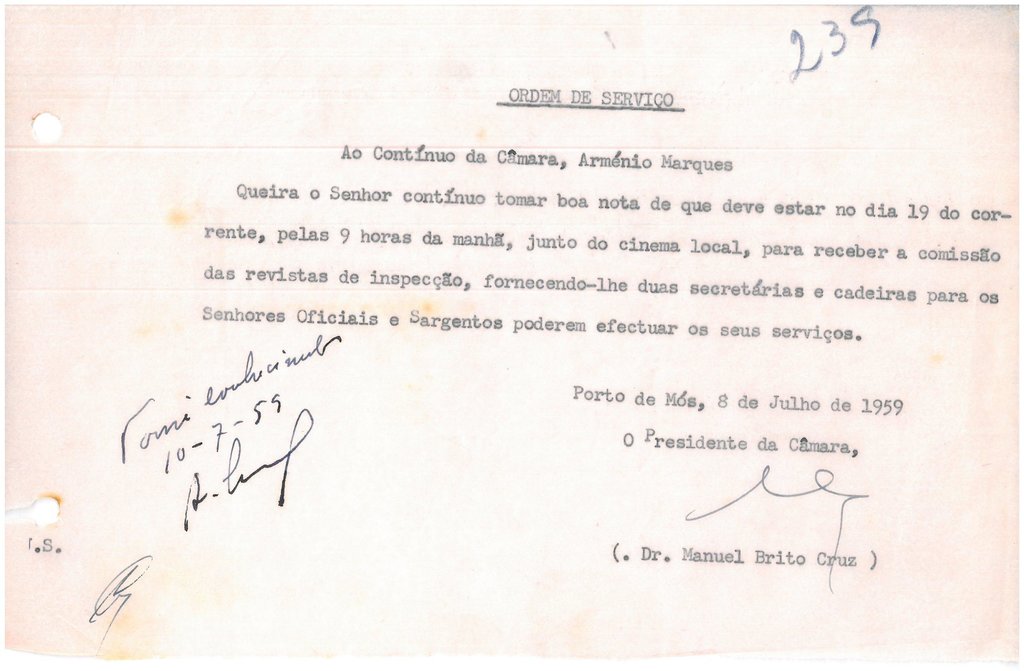 239
ORDEM DE SERVIÇO
Ao Contínuo da Câmara, Arménio Marques
Queira o Senhor contínuo tomar boa nota de que deve estar no dia 19 do cor-
rente, pelas 9 horas da manhã, junto do cinema local, para receber a comissão
das revistas de inspecção, fornecendo-lhe duas secretárias e cadeiras para os
Senhores Oficiais e Sargentos poderem efectuar os seus serviços.
Tomei conhecimento
10-7-59
Porto de Mós, 8 de Julho de 1959
O Presidente da Câmara,
(. Dr. Manuel Brito Cruz )
.S.